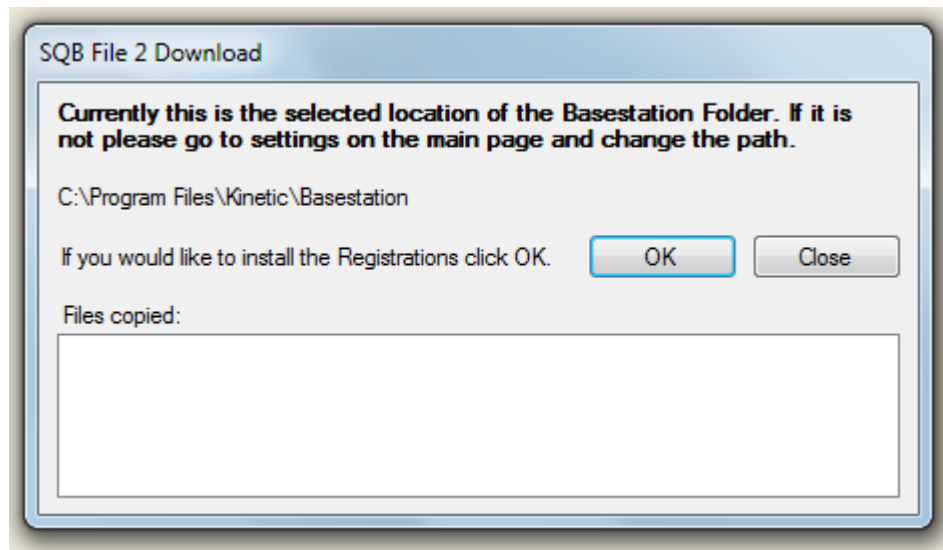 SQB File 2 Download
Currently this is the selected location of the Basestation Folder. If it is
not please go to settings on the main page and change the path.
C:\Program Files\Kinetic\Basestation
If you would like to install the Registrations click OK. OK Close
Files copied: